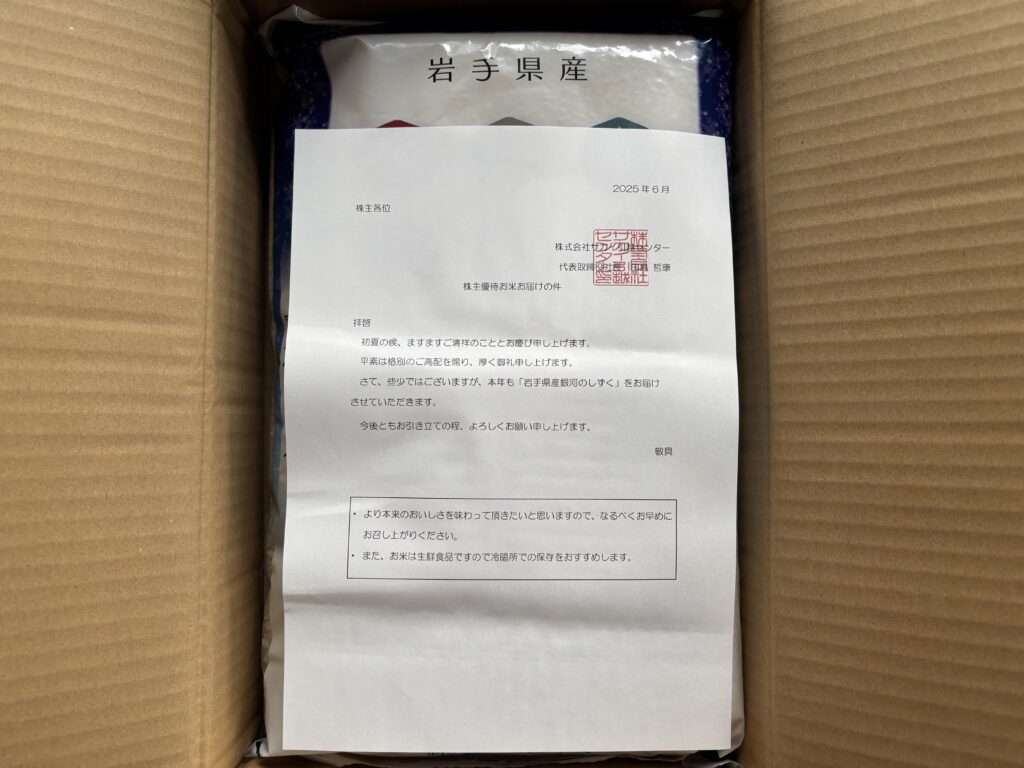 岩手県産
2025年6月
株主各位
株式会社サカイ引越センター
代表取締役社長 田島 哲康
株主優待お米お届けの件
拝啓
初夏の候、ますますご清祥のこととお慶び申し上げます。
平素は格別のご高配を賜り、厚く御礼申し上げます。
さて、些少ではございますが、本年も「岩手県産銀河のしずく」をお届け
させていただきます。
今後ともお引き立ての程、よろしくお願い申し上げます。
敬具
・ より本来のおいしさを味わって頂きたいと思いますので、なるべくお早めに
お召し上がりください。
・ また、お米は生鮮食品ですので冷暗所での保存をおすすめします。